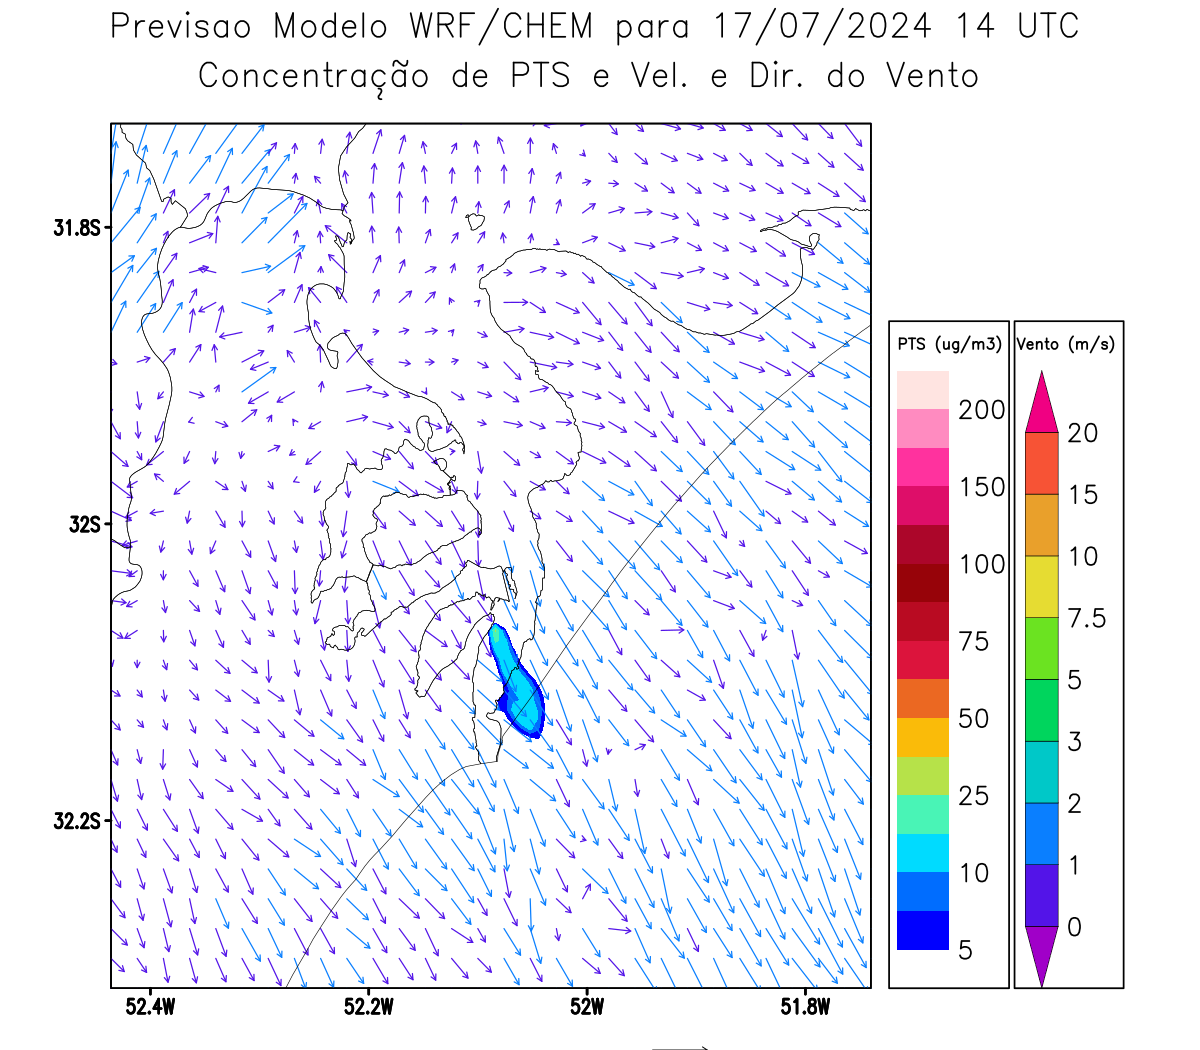 Previsao Modelo WRF/CHEM para 17/07/2024 14 UTC
Concentração de PTS e Vel. e Dir. do Vento
31.8S
32S
32.2S
52.4W 52.2W 52W 51.8W
PTS (ug/m3)
200
150
100
75
50
25
10
5
Vento (m/s)
20
15
10
7.5
5
3
2
1
0